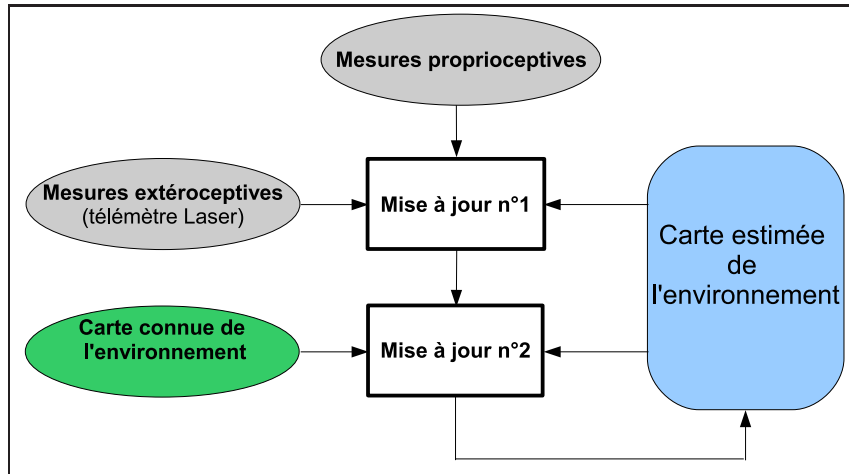 Mesures proprioceptives
Mesures extéroceptives
(télémètre Laser)
Mise à jour n°1
Carte estimée
de
l'environnement
Carte connue de
l'environnement
Mise à jour n°2